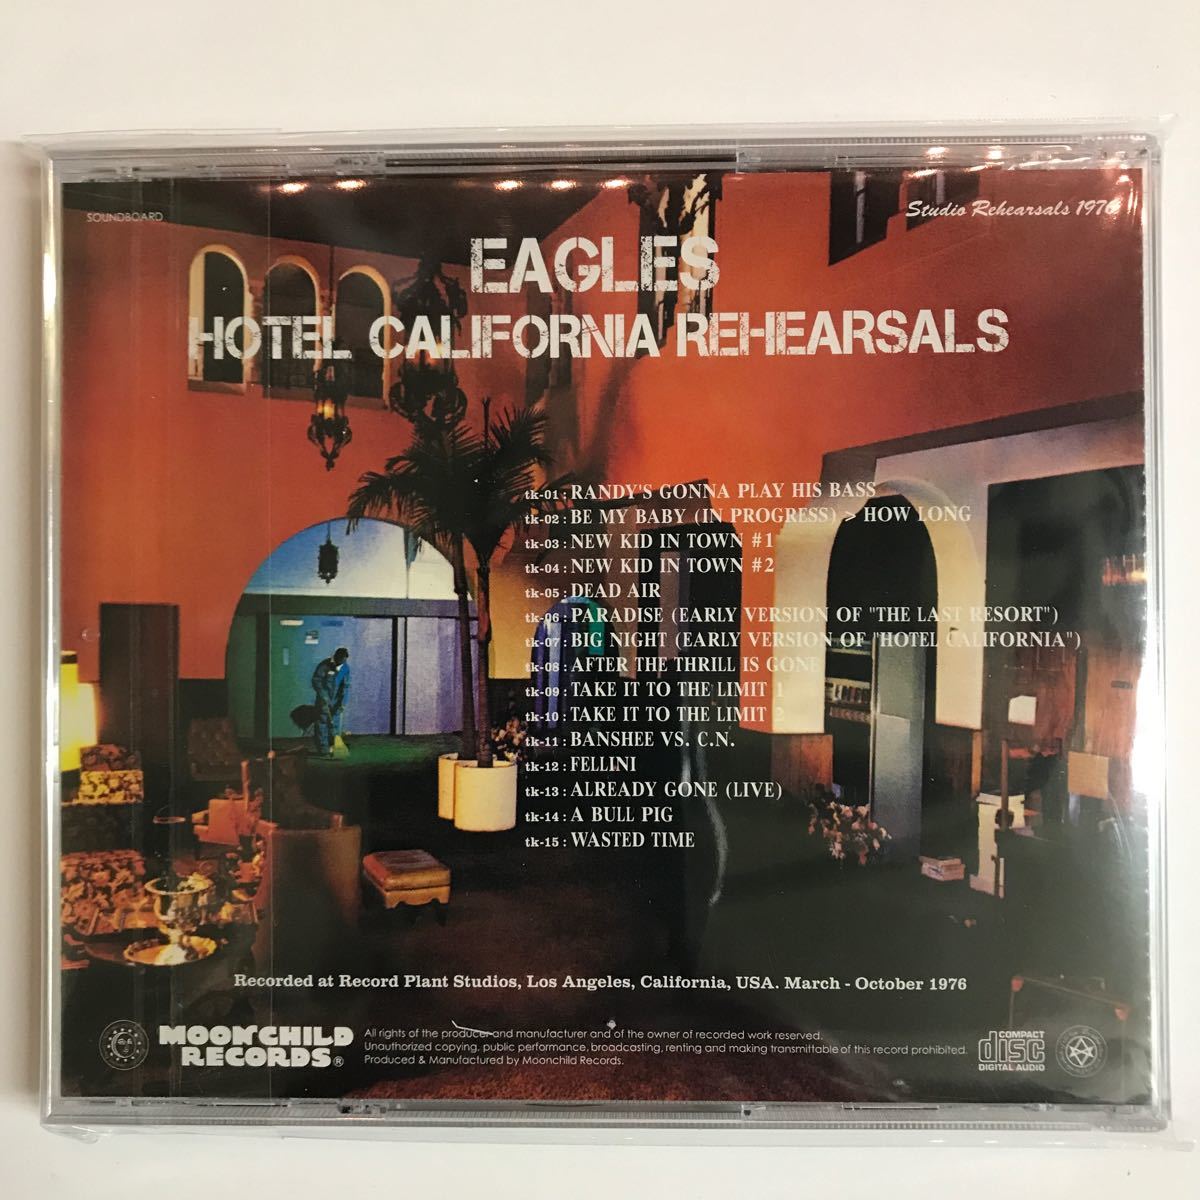 SOUNDBOARD
Studio Rehearsals 1976
EAGLES
HOTEL CALIFORNIA REHEARSALS
tk-01 : RANDY'S GONNA PLAY HIS BASS
tk-02 : BE MY BABY (IN PROGRESS) > HOW LONG
tk-03 : NEW KID IN TOWN #1
tk-04 : NEW KID IN TOWN #2
tk-05 : DEAD AIR
tk-06 : PARADISE (EARLY VERSION OF "THE LAST RESORT")
tk-07 : BIG NIGHT (EARLY VERSION OF "HOTEL CALIFORNIA")
tk-08 : AFTER THE THRILL IS GONE
tk-09 : TAKE IT TO THE LIMIT 1
tk-10 : TAKE IT TO THE LIMIT 2
tk-11 : BANSHEE VS. C.N.
tk-12 : FELLINI
tk-13 : ALREADY GONE (LIVE)
tk-14 : A BULL PIG
tk-15 : WASTED TIME
Recorded at Record Plant Studios, Los Angeles, California, USA. March - October 1976
MOONCHILD
RECORDS®
All rights of the producer and manufacturer and of the owner of recorded work reserved.
Unauthorized copying, public performance, broadcasting, renting and making transmittable of this record prohibited.
Produced & Manufactured by Moonchild Records.
COMPACT
disc
DIGITAL AUDIO